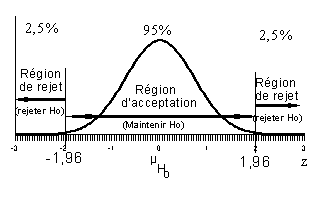 2,5%
95%
2,5%
Région
de rejet
(rejeter Ho)
Région
d'acceptation
(Maintenir Ho)
Région
de rejet
(rejeter Ho)
-3 -2 -1 0 1 2 3
-1,96
μH0
1,96
z